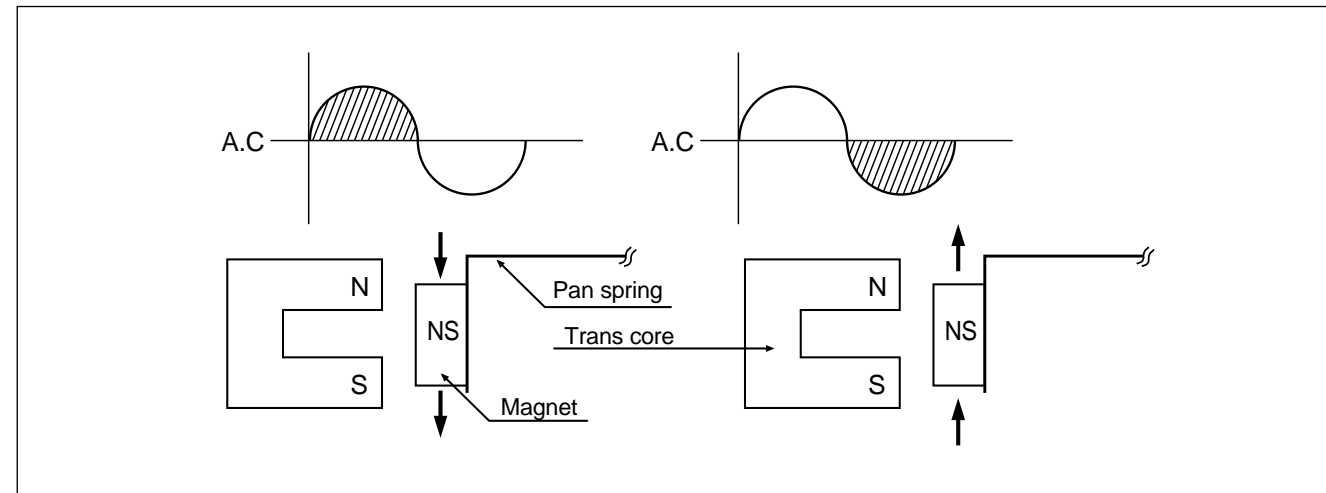 A.C
A.C
N
NS
S
Pan spring
Trans core
Magnet
N
NS
S